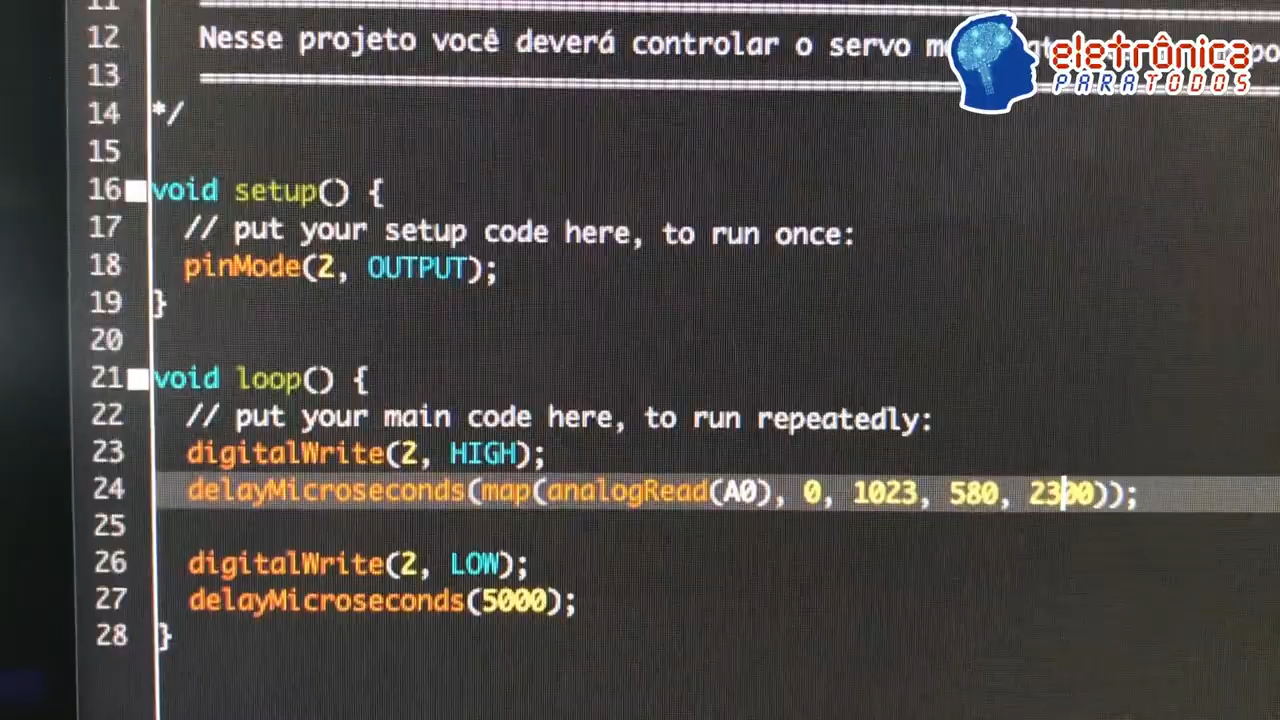 11
12 Nesse projeto você deverá controlar o servo
eletrônica
PARATODOS
13
14 */
15
16 void setup() {
17 // put your setup code here, to run once:
18 pinMode(2, OUTPUT);
19 }
20
21 void loop() {
22 // put your main code here, to run repeatedly:
23 digitalWrite(2, HIGH);
24 delayMicroseconds(map(analogRead(A0), 0, 1023, 580, 2300));
25
26 digitalWrite(2, LOW);
27 delayMicroseconds(5000);
28 }